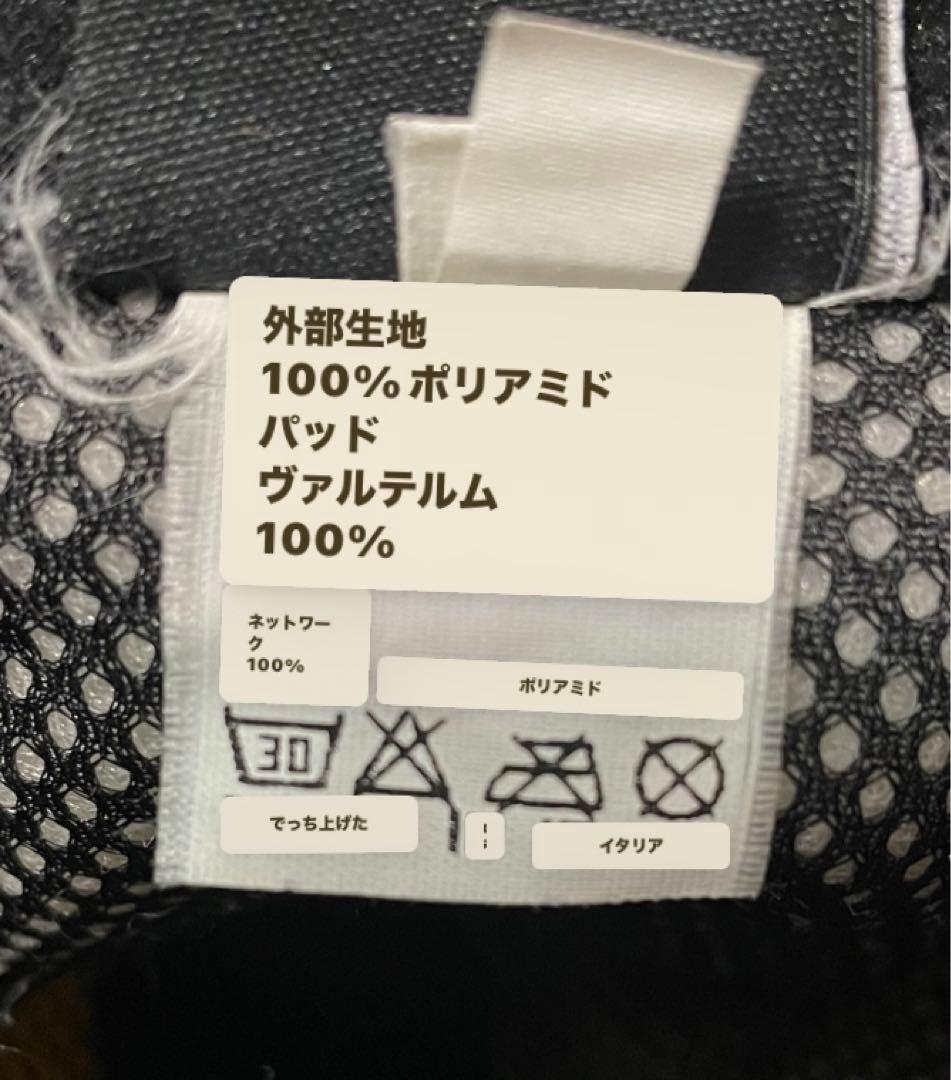 外部生地
100%ポリアミド
パッド
ヴァルテルム
100%
ネットワー
ク
100%
ポリアミド
30
でっち上げた
イタリア